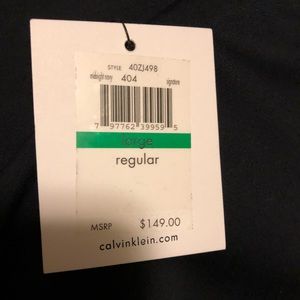 STYLE 40ZJ498
midnight navy 404 signature
7 97762 39959 5
large
regular
MSRP $149.00
calvinklein.com